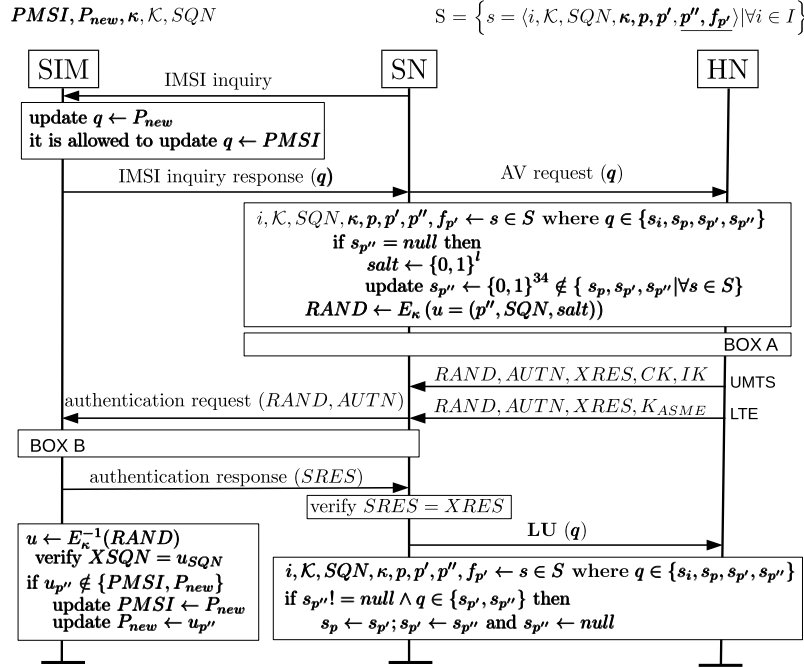 PMSI, P_new, κ, 𝒦, SQN
S = { s = ⟨i, 𝒦, SQN, κ, p, p′, p″, f_p′⟩|∀i ∈ I}
SIM SN HN
IMSI inquiry
update q ← P_new
it is allowed to update q ← PMSI
IMSI inquiry response (q) AV request (q)
i, 𝒦, SQN, κ, p, p′, p″, f_p′ ← s ∈ S where q ∈ {s_i, s_p, s_p′, s_p″}
if s_p″ = null then
salt ← {0, 1}^l
update s_p″ ← {0, 1}^34 ∉ { s_p, s_p′, s_p″|∀s ∈ S}
RAND ← E_κ (u = (p″, SQN, salt))
BOX A
RAND, AUTN, XRES, CK, IK UMTS
authentication request (RAND, AUTN) RAND, AUTN, XRES, K_ASME LTE
BOX B
authentication response (SRES)
verify SRES = XRES
LU (q)
u ← E_κ^−1(RAND)
verify XSQN = u_SQN
if u_p″ ∉ {PMSI, P_new}
update PMSI ← P_new
update P_new ← u_p″
i, 𝒦, SQN, κ, p, p′, p″, f_p′ ← s ∈ S where q ∈ {s_i, s_p, s_p′, s_p″}
if s_p″! = null ∧ q ∈ {s_p′, s_p″} then
s_p ← s_p′; s_p′ ← s_p″ and s_p″ ← null